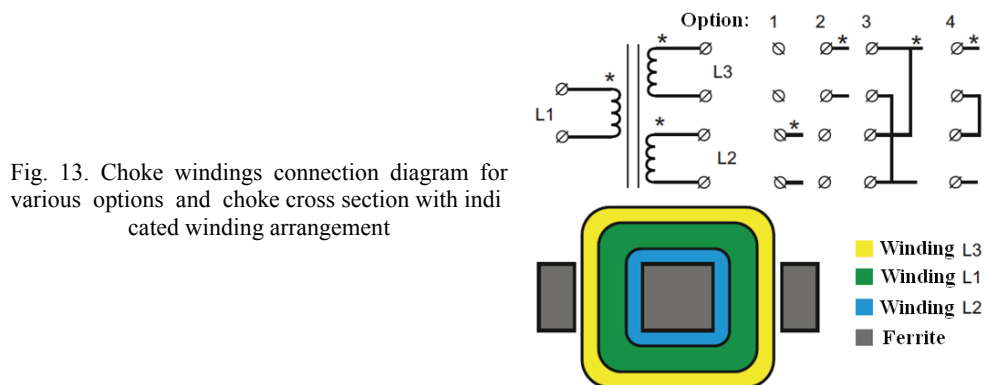 Option: 1 2 3 4
* * * *
*
L3
L1
*
*
L2
Fig. 13. Choke windings connection diagram for
various options and choke cross section with indi
cated winding arrangement
Winding L3
Winding L1
Winding L2
Ferrite